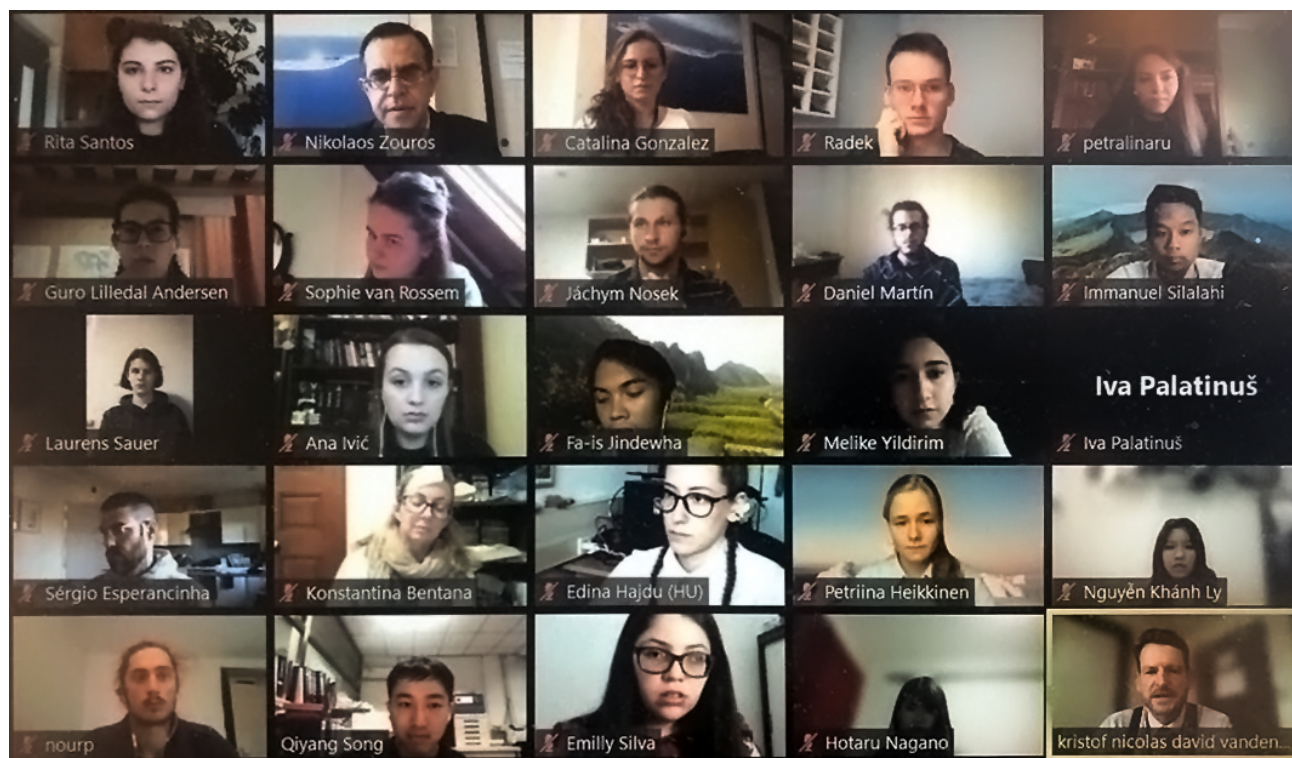 Rita Santos
Nikolaos Zouros
Catalina Gonzalez
Radek
petralinaru
Guro Lilledal Andersen
Sophie van Rossem
Jáchym Nosek
Daniel Martín
Immanuel Silalahi
Laurens Sauer
Ana Ivić
Fa-is Jindewha
Melike Yildirim
Iva Palatinuš
Iva Palatinuš
Sérgio Esperancinha
Konstantina Bentana
Edina Hajdu (HU)
Petriina Heikkinen
Nguyễn Khánh Ly
nourp
Qiyang Song
Emilly Silva
Hotaru Nagano
kristof nicolas david vanden...